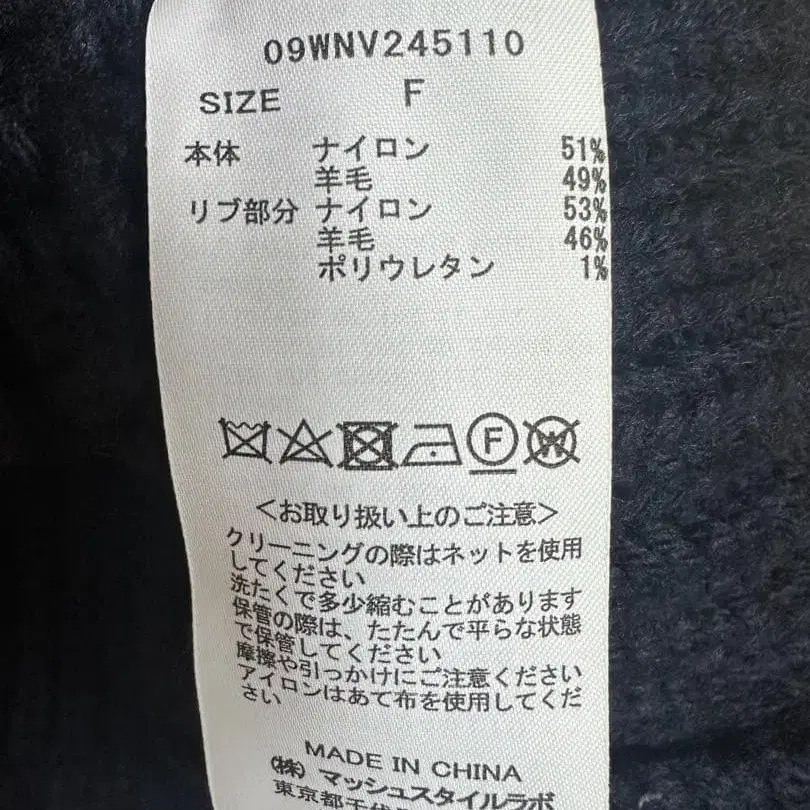 09WNV245110
SIZE F
本体 ナイロン 51%
羊毛 49%
リブ部分 ナイロン 53%
羊毛 46%
ポリウレタン 1%
F
W
<お取り扱い上のご注意>
クリーニングの際はネットを使用
してください
洗たくで多少縮むことがあります
保管の際は、たたんで平らな状態
で保管してください
摩擦や引っかけにご注意ください
アイロンはあて布を使用してくだ
さい
MADE IN CHINA
(株)マッシュスタイルラボ
東京都千代